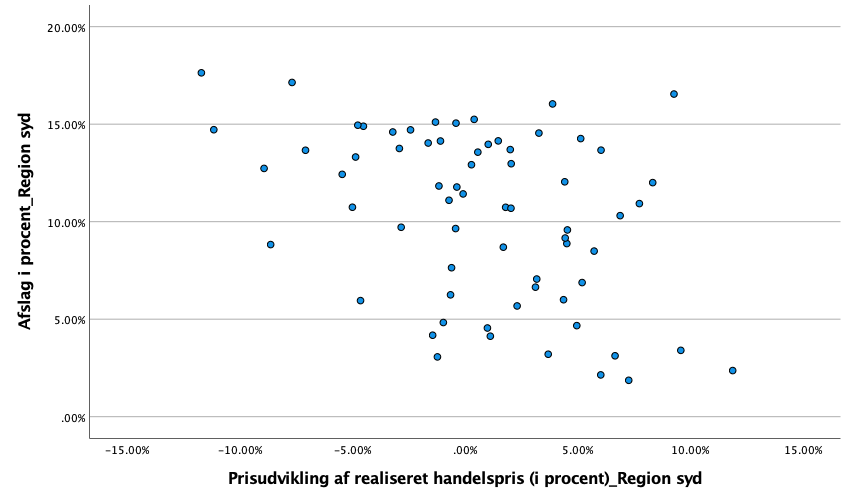 20.00%
15.00%
10.00%
5.00%
.00%
Afslag i procent_Region syd
-15.00% -10.00% -5.00% .00% 5.00% 10.00% 15.00%
Prisudvikling af realiseret handelspris (i procent)_Region syd